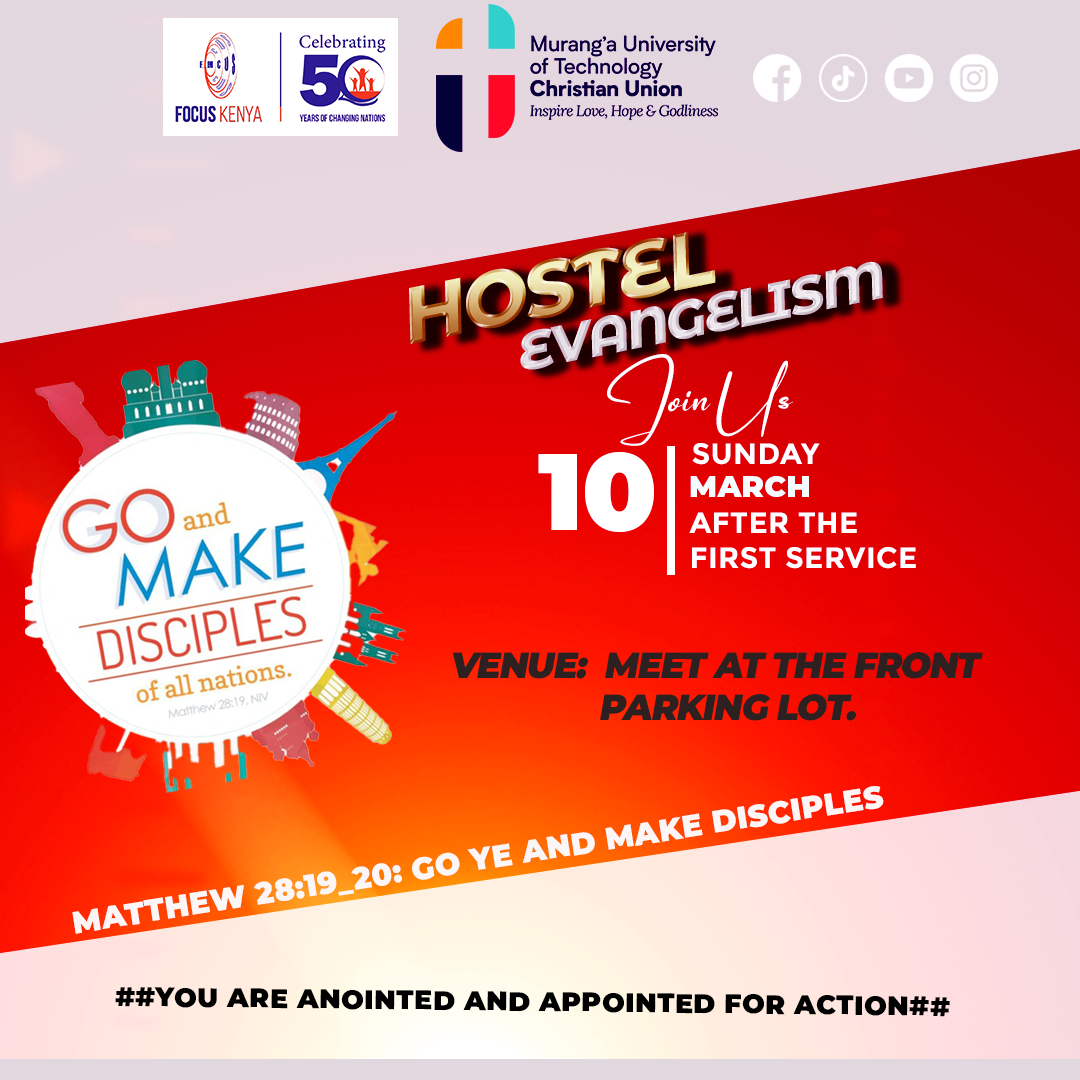 FOCUS
FOCUS KENYA
Celebrating
50
YEARS OF CHANGING NATIONS
Murang'a University
of Technology
Christian Union
Inspire Love, Hope & Godliness
HOSTEL
EVANGELISM
Join Us
10
SUNDAY
MARCH
AFTER THE
FIRST SERVICE
GO and
MAKE
DISCIPLES
of all nations.
Matthew 28:19, NIV
VENUE: MEET AT THE FRONT
PARKING LOT.
MATTHEW 28:19_20: GO YE AND MAKE DISCIPLES
##YOU ARE ANOINTED AND APPOINTED FOR ACTION##